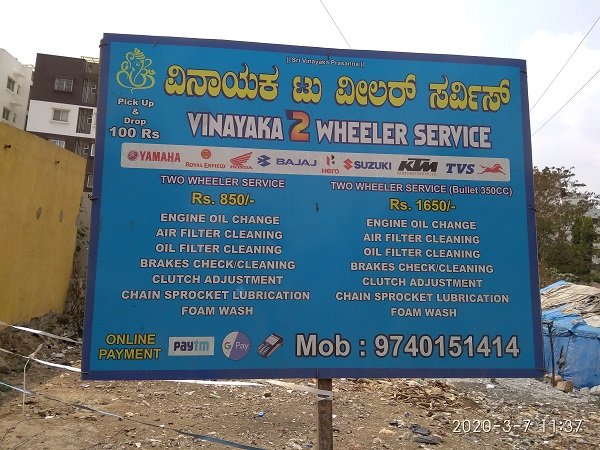 || Sri Vinayaka Prasanna ||
ವಿನಾಯಕ ಟು ವೀಲರ್ ಸರ್ವಿಸ್
Pick Up
&
Drop
100 Rs
VINAYAKA 2 WHEELER SERVICE
YAMAHA ROYAL ENFIELD HONDA BAJAJ Hero SUZUKI KTM TVS
TWO WHEELER SERVICE
Rs. 850/-
ENGINE OIL CHANGE
AIR FILTER CLEANING
OIL FILTER CLEANING
BRAKES CHECK/CLEANING
CLUTCH ADJUSTMENT
CHAIN SPROCKET LUBRICATION
FOAM WASH
TWO WHEELER SERVICE (Bullet 350CC)
Rs. 1650/-
ENGINE OIL CHANGE
AIR FILTER CLEANING
OIL FILTER CLEANING
BRAKES CHECK/CLEANING
CLUTCH ADJUSTMENT
CHAIN SPROCKET LUBRICATION
FOAM WASH
ONLINE
PAYMENT
paytm
G Pay
Mob : 9740151414
2020-3-7 11:37